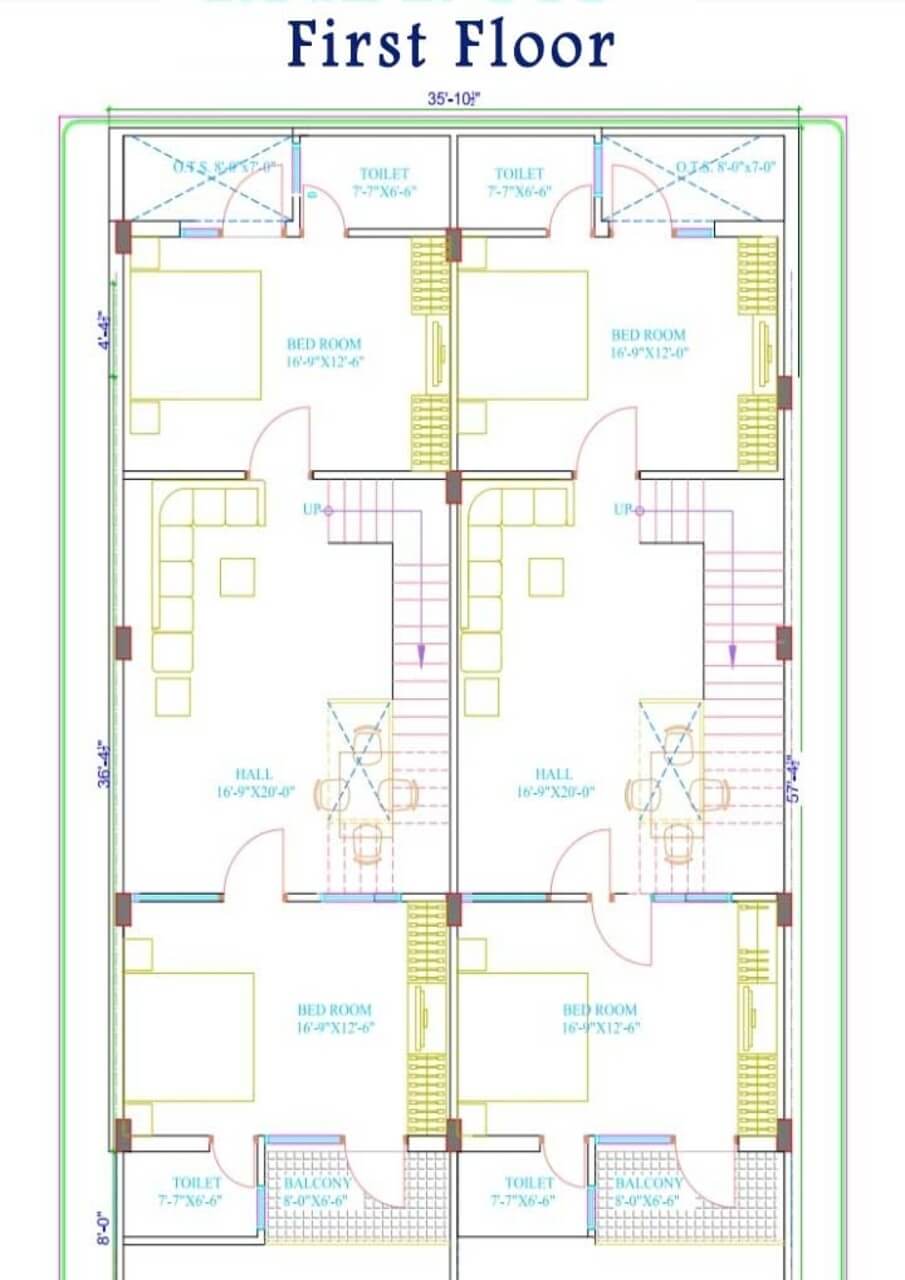 First Floor
35'-10½"
O.T.S. 8'-0"x7'-0"
TOILET
7'-7"X6'-6"
TOILET
7'-7"X6'-6"
O.T.S. 8'-0"x7-0"
4'-4½"
BED ROOM
16'-9"X12'-6"
BED ROOM
16'-9"X12'-0"
UP
UP
36'-4½"
HALL
16'-9"X20'-0"
HALL
16'-9"X20'-0"
57'-4½"
BED ROOM
16'-9"X12'-6"
BED ROOM
16'-9"X12'-6"
TOILET
7'-7"X6'-6"
BALCONY
8'-0"X6'-6"
TOILET
7'-7"X6'-6"
BALCONY
8'-0"X6'-6"
8'-0"